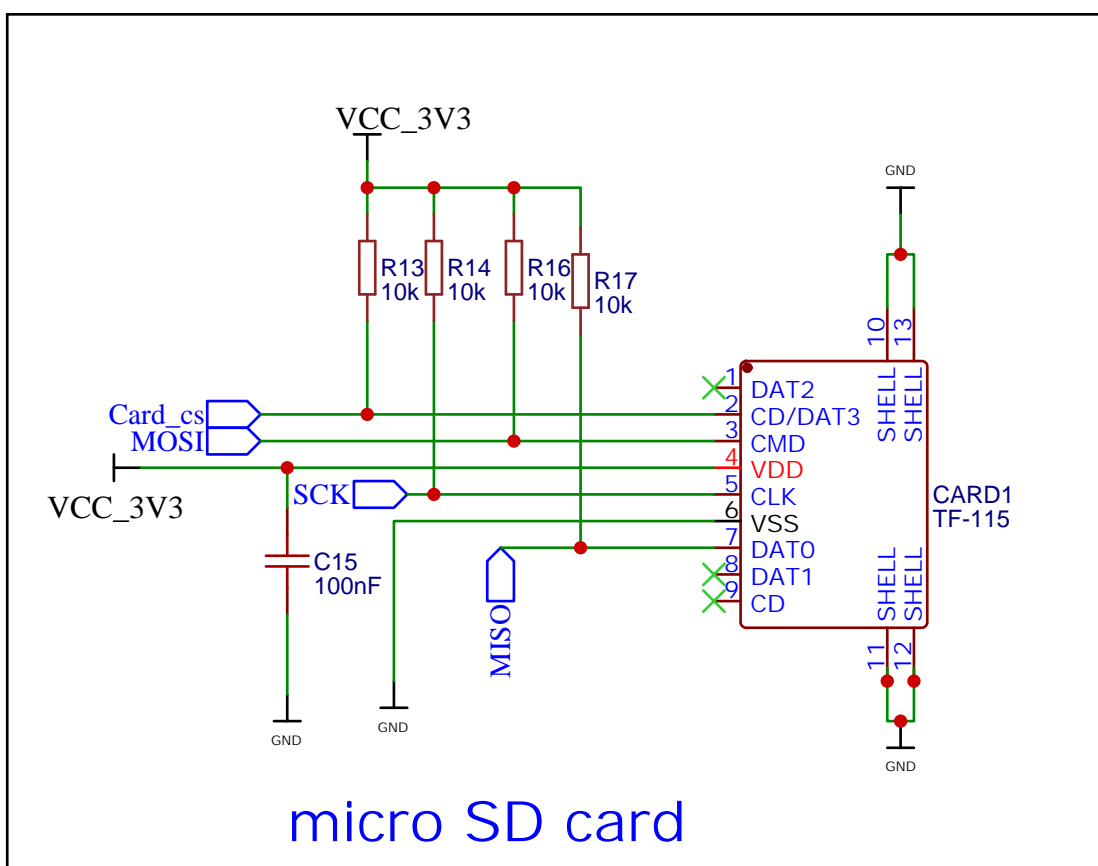 VCC_3V3
GND
R13
10k
R14
10k
R16
10k
R17
10k
10
13
SHELL
SHELL
Card_cs
MOSI
VCC_3V3
SCK
MISO
C15
100nF
1
DAT2
2
CD/DAT3
3
CMD
4
VDD
5
CLK
6
VSS
7
DAT0
8
DAT1
9
CD
CARD1
TF-115
SHELL
SHELL
11
12
GND
GND
GND
micro SD card